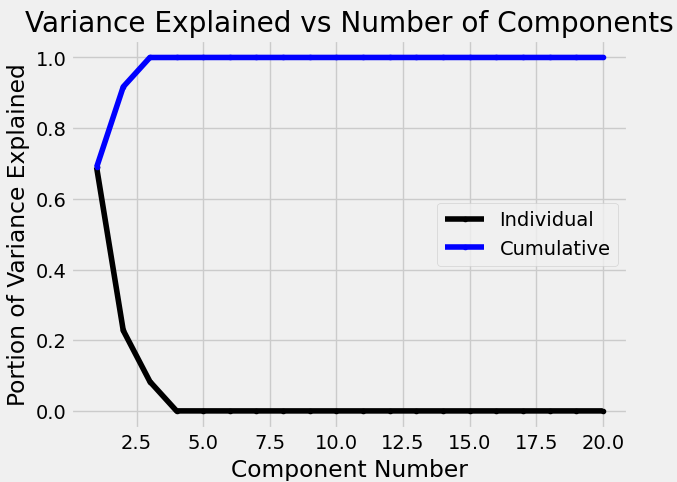 Variance Explained vs Number of Components
Portion of Variance Explained
1.0
0.8
0.6
0.4
0.2
0.0
Individual
Cumulative
2.5 5.0 7.5 10.0 12.5 15.0 17.5 20.0
Component Number